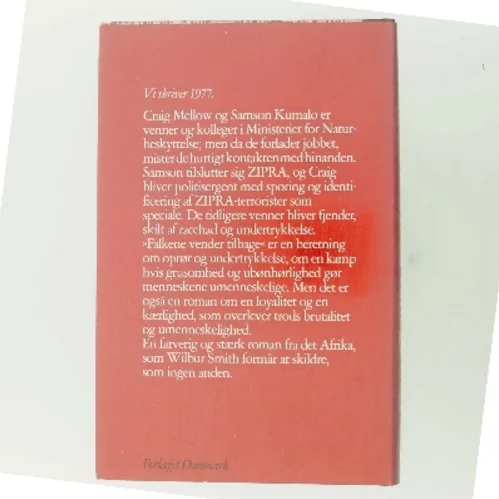 Vi skriver 1977.
Craig Mellow og Samson Kumalo er
venner og kolleger i Ministeriet for Natur-
beskyttelse; men da de forlader jobbet,
mister de hurtigt kontakten med hinanden.
Samson tilslutter sig ZIPRA, og Craig
bliver politisergent med sporing og identi-
ficering af ZIPRA-terrorister som
speciale. De tidligere venner bliver fjender,
skilt af racehad og undertrykkelse.
»Falkene vender tilbage« er en beretning
om oprør og undertrykkelse, om en kamp
hvis grusomhed og ubønhørlighed gør
menneskene umenneskelige. Men det er
også en roman om en loyalitet og en
kærlighed, som overlever trods brutalitet
og umenneskelighed.
En farverig og stærk roman fra det Afrika,
som Wilbur Smith formår at skildre,
som ingen anden.
Forlaget Danmark